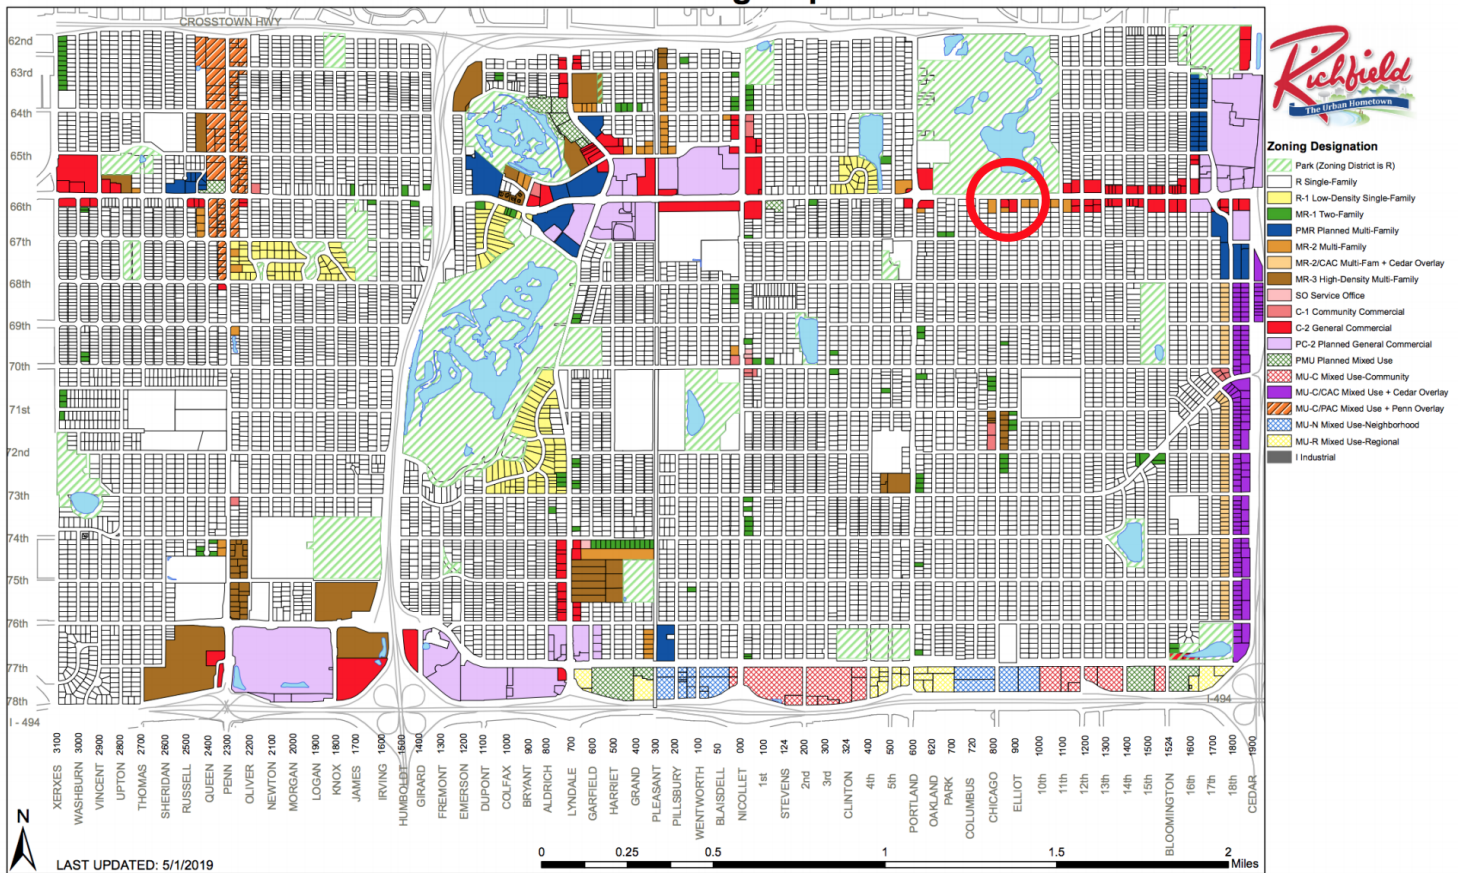 CROSSTOWN HWY
62nd
63rd
64th
65th
66th
67th
68th
69th
70th
71st
72nd
73rd
74th
75th
76th
77th
78th
I - 494
I-494
Richfield
The Urban Hometown
Zoning Designation
Park (Zoning District is R)
R Single-Family
R-1 Low-Density Single-Family
MR-1 Two-Family
PMR Planned Multi-Family
MR-2 Multi-Family
MR-2/CAC Multi-Fam + Cedar Overlay
MR-3 High-Density Multi-Family
SO Service Office
C-1 Community Commercial
C-2 General Commercial
PC-2 Planned General Commercial
PMU Planned Mixed Use
MU-C Mixed Use-Community
MU-C/CAC Mixed Use + Cedar Overlay
MU-C/PAC Mixed Use + Penn Overlay
MU-N Mixed Use-Neighborhood
MU-R Mixed Use-Regional
I Industrial
3100 3000 2900 2800 2700 2600 2500 2400 2300 2200 2100 2000 1900 1800 1700 1600 1500 1400 1300 1200 1100 1000 900 800 700 600 500 400 300 200 100 50 000 100 124 200 300 324 400 500 600 620 700 720 800 900 1000 1100 1200 1300 1400 1500 1524 1600 1700 1800 1900
XERXES WASHBURN VINCENT UPTON THOMAS SHERIDAN RUSSELL QUEEN PENN OLIVER NEWTON MORGAN LOGAN KNOX JAMES IRVING HUMBOLDT GIRARD FREMONT EMERSON DUPONT COLFAX BRYANT ALDRICH LYNDALE GARFIELD HARRIET GRAND PLEASANT PILLSBURY WENTWORTH BLAISDELL NICOLLET 1st STEVENS 2nd 3rd CLINTON 4th 5th PORTLAND OAKLAND PARK COLUMBUS CHICAGO ELLIOT 10th 11th 12th 13th 14th 15th BLOOMINGTON 16th 17th 18th CEDAR
N
LAST UPDATED: 5/1/2019
0 0.25 0.5 1 1.5 2
Miles